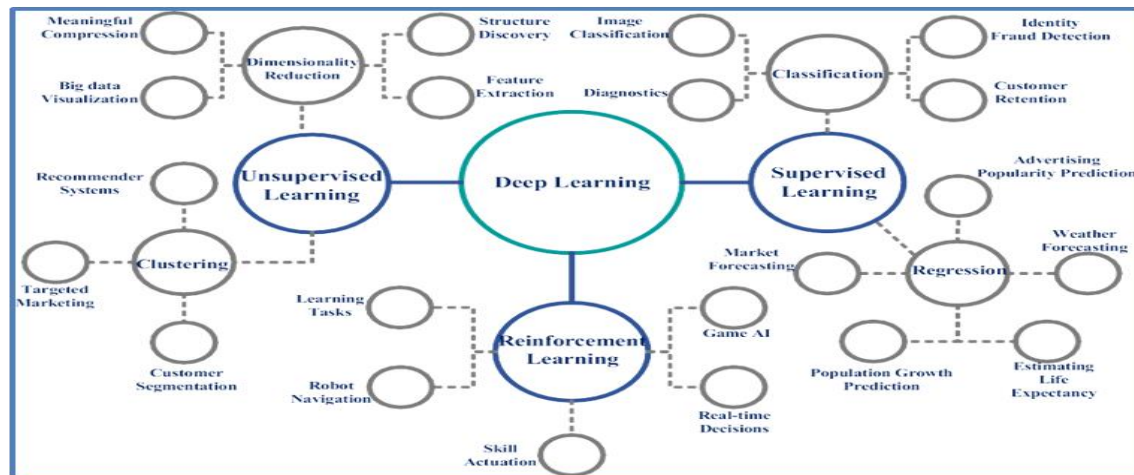 Meaningful
Compression
Big data
Visualization
Dimensionality
Reduction
Structure
Discovery
Feature
Extraction
Image
Classification
Diagnostics
Classification
Identity
Fraud Detection
Customer
Retention
Unsupervised
Learning
Deep Learning
Supervised
Learning
Recommender
Systems
Clustering
Targeted
Marketing
Customer
Segmentation
Advertising
Popularity Prediction
Market
Forecasting
Regression
Weather
Forecasting
Population Growth
Prediction
Estimating
Life
Expectancy
Learning
Tasks
Robot
Navigation
Reinforcement
Learning
Game AI
Real-time
Decisions
Skill
Actuation